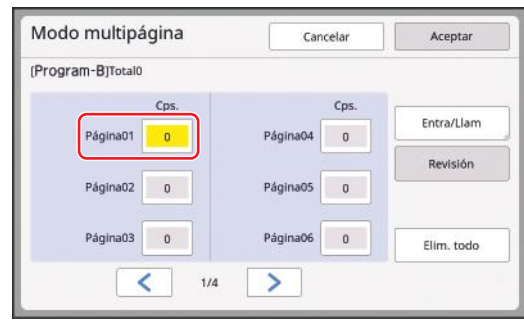 Modo multipágina
Cancelar
Aceptar
[Program-B]Total0
Cps.
Cps.
Página01 0
Página04 0
Entra/Llam
Página02 0
Página05 0
Revisión
Página03 0
Página06 0
Elim. todo
1/4